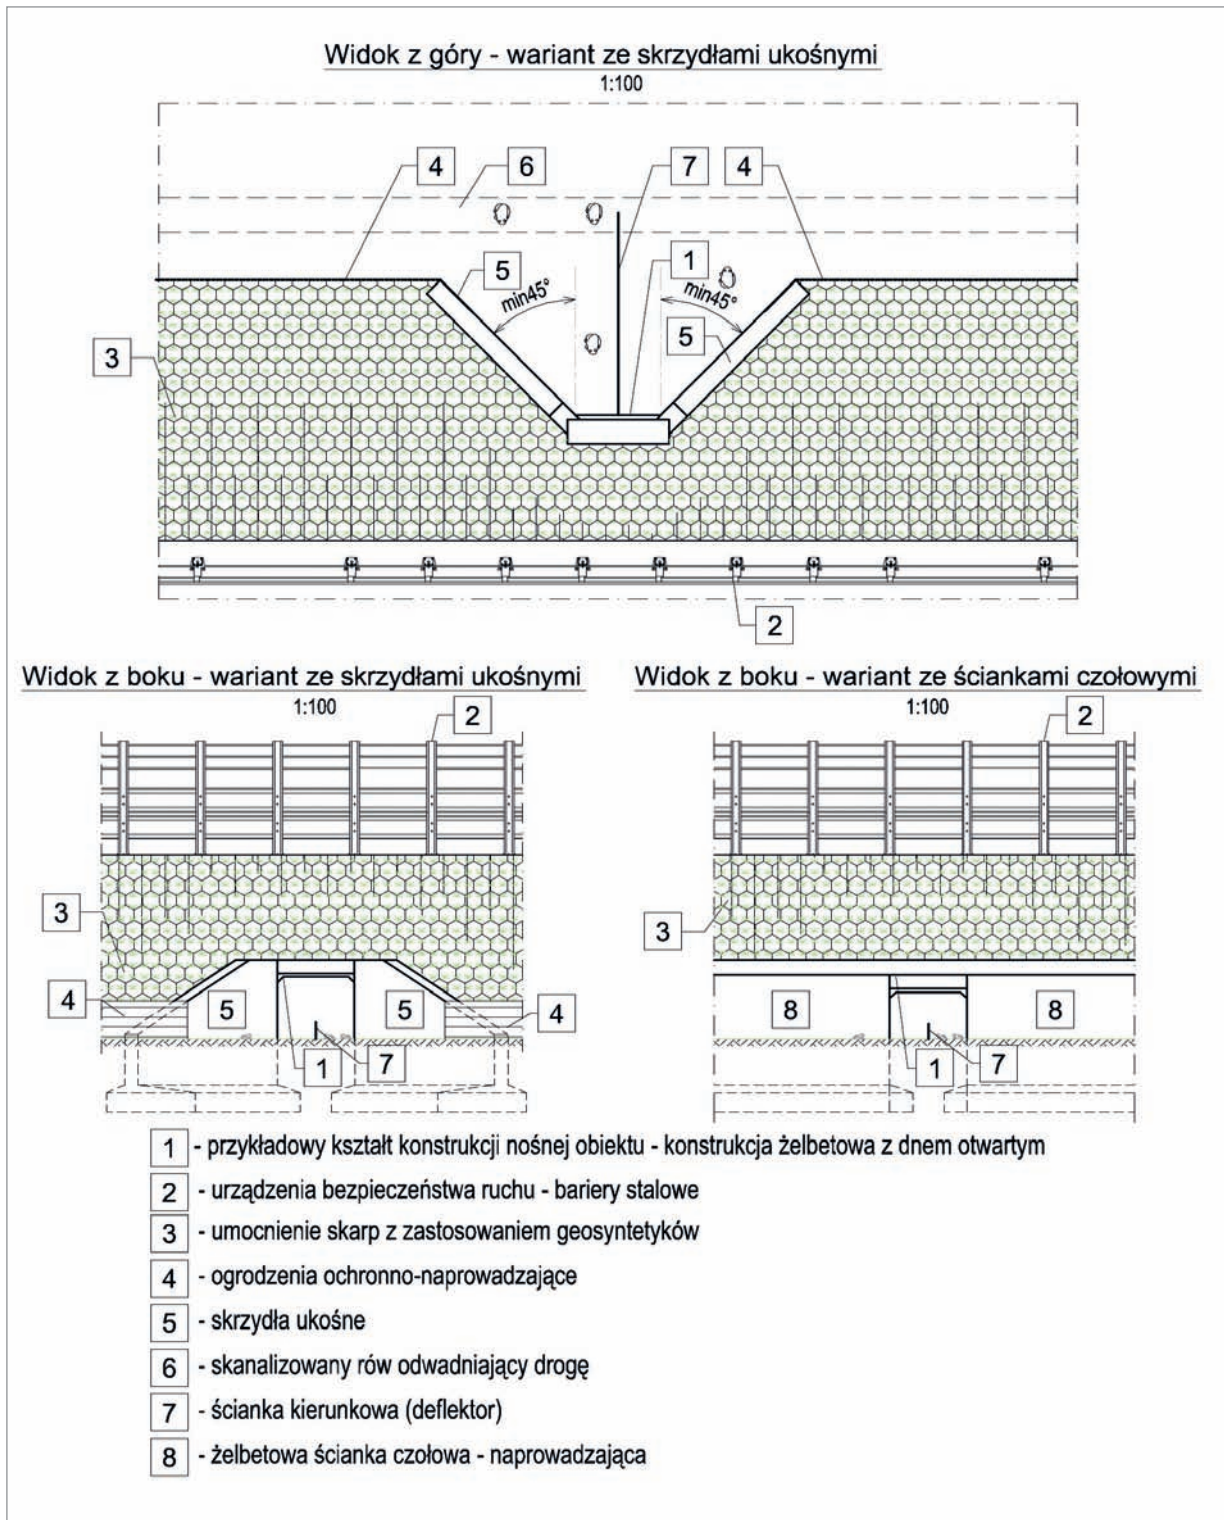 Widok z góry - wariant ze skrzydłami ukośnymi
1:100
4
6
7
4
5
1
min45°
min45°
5
3
2
Widok z boku - wariant ze skrzydłami ukośnymi
1:100
2
3
4
5
5
4
1
7
Widok z boku - wariant ze ściankami czołowymi
1:100
2
3
8
8
1
7
1 - przykładowy kształt konstrukcji nośnej obiektu - konstrukcja żelbetowa z dnem otwartym
2 - urządzenia bezpieczeństwa ruchu - bariery stalowe
3 - umocnienie skarp z zastosowaniem geosyntetyków
4 - ogrodzenia ochronno-naprowadzające
5 - skrzydła ukośne
6 - skanalizowany rów odwadniający drogę
7 - ścianka kierunkowa (deflektor)
8 - żelbetowa ścianka czołowa - naprowadzająca